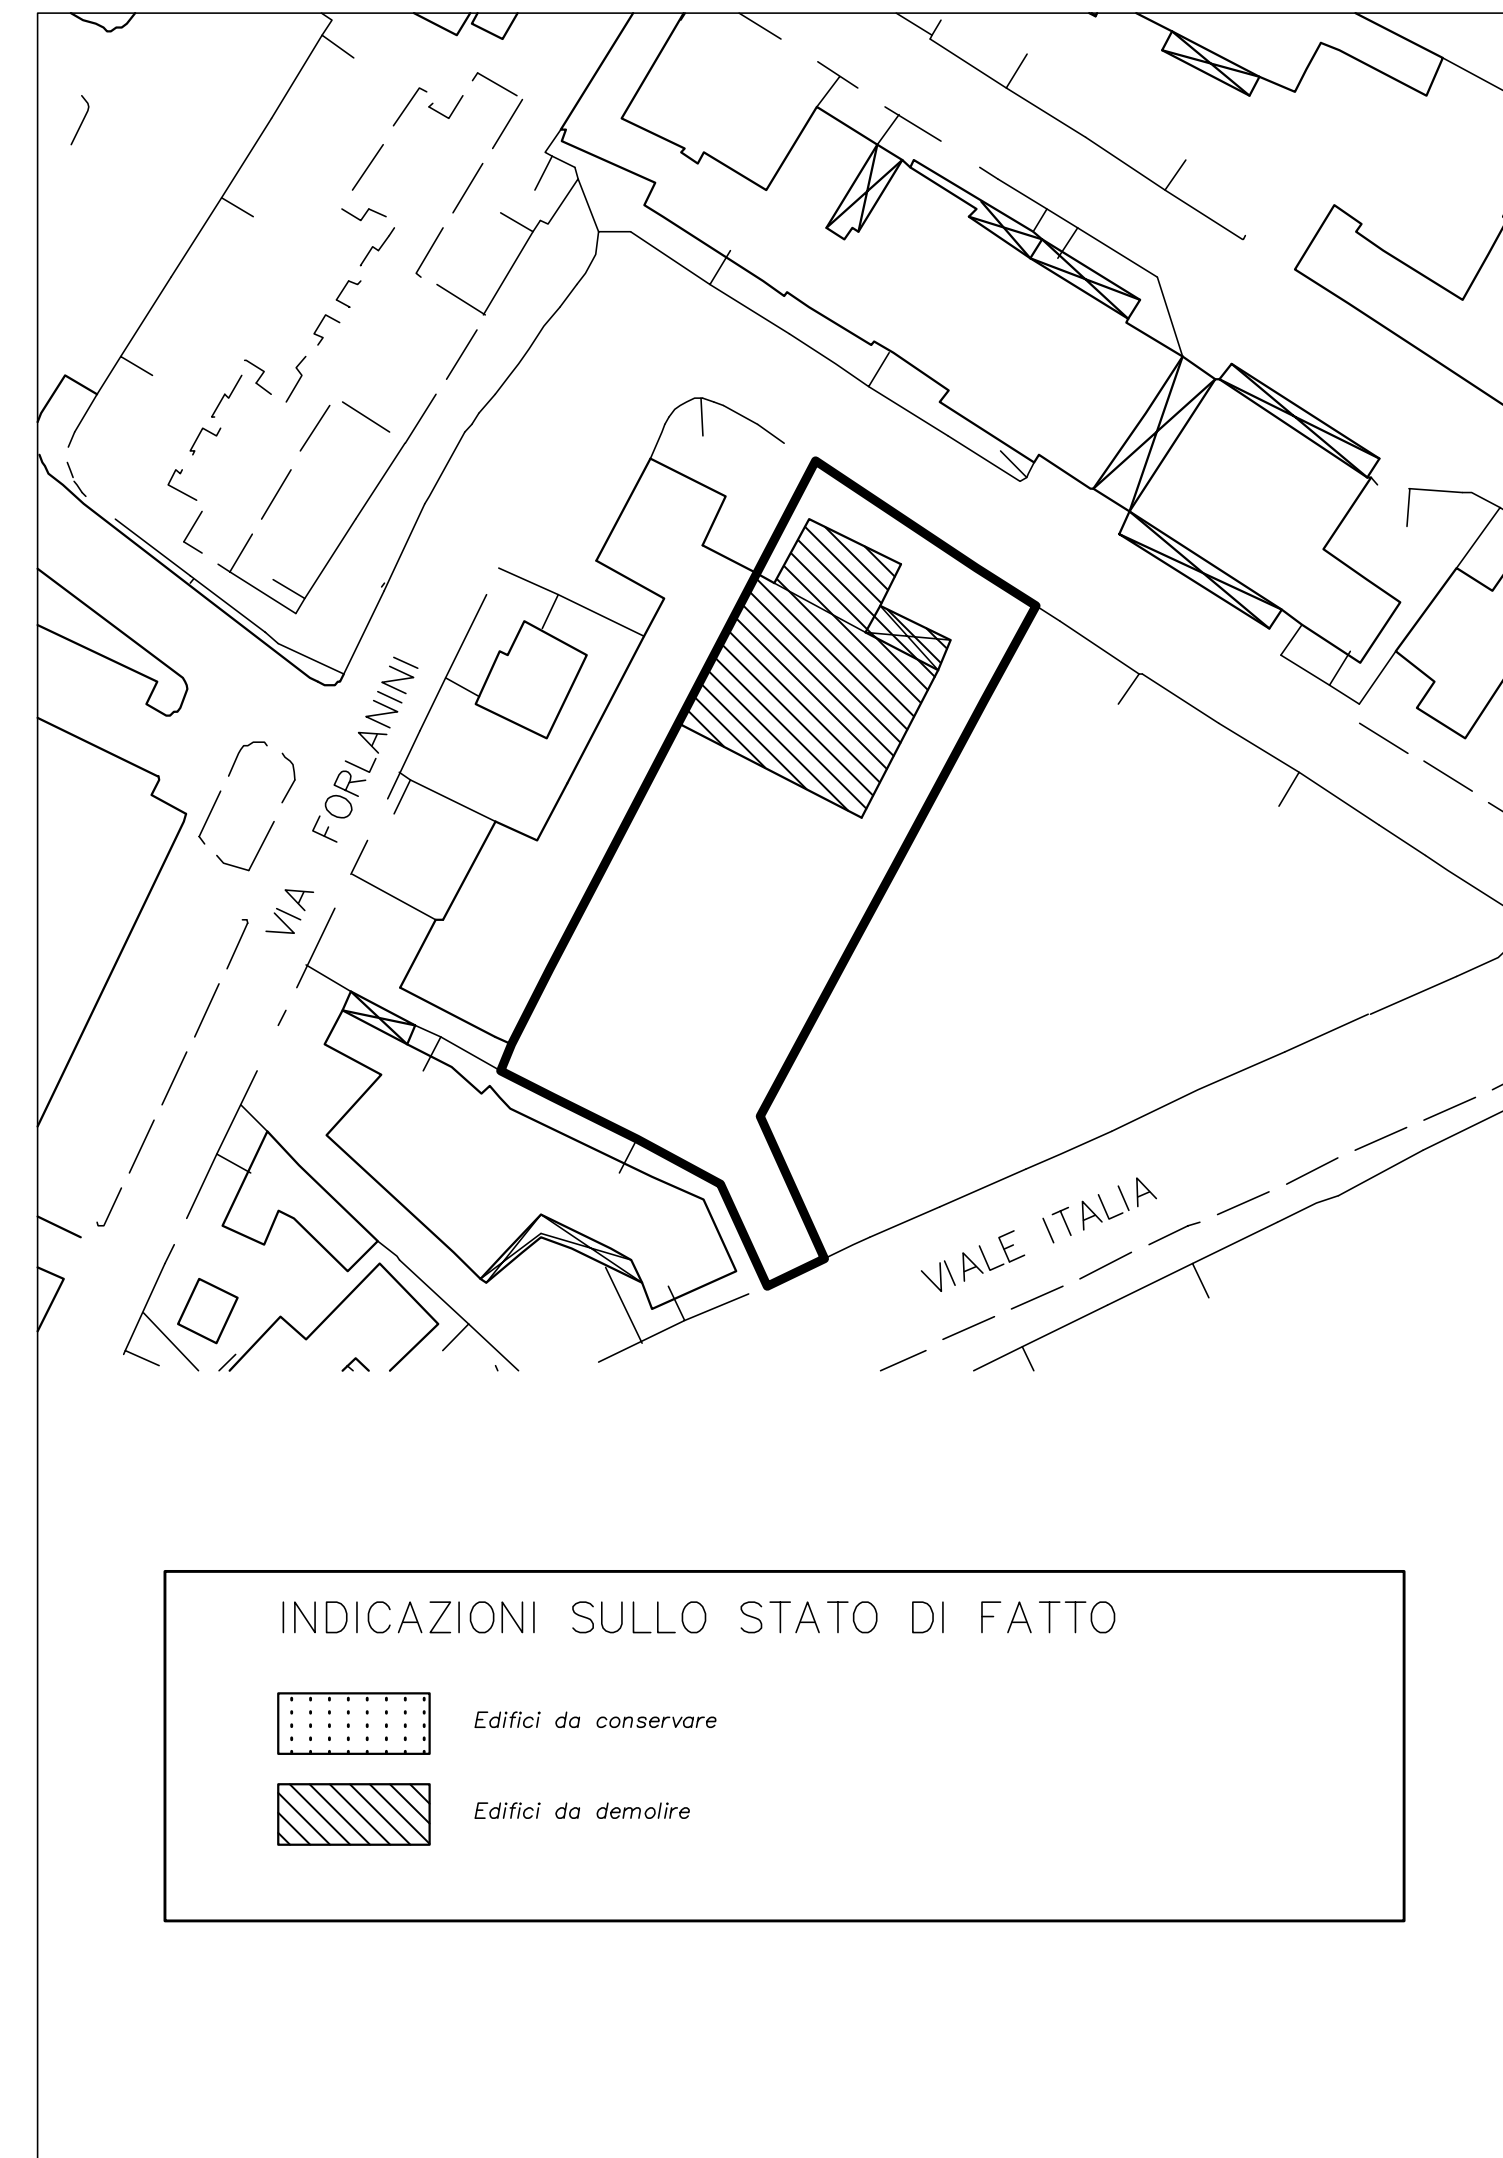 VIA FORLANINI
VIALE ITALIA
INDICAZIONI SULLO STATO DI FATTO
Edifici da conservare
Edifici da demolire